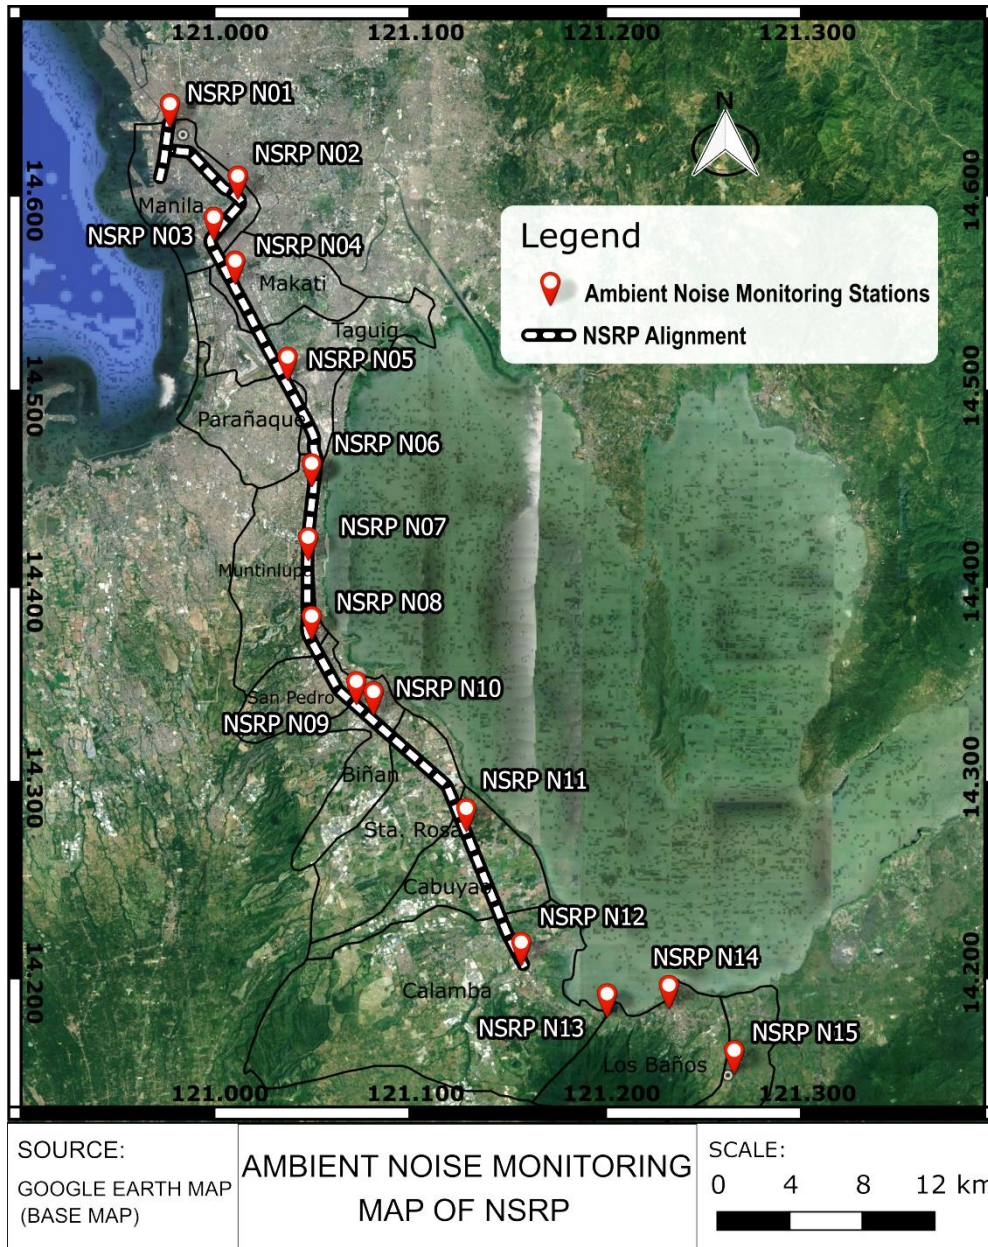 121.000 121.100 121.200 121.300
NSRP N01
N
NSRP N02
14.600
14.600
Manila
NSRP N03
NSRP N04
Makati
Legend
Ambient Noise Monitoring Stations
NSRP Alignment
Taguig
NSRP N05
14.500
14.500
Parañaque
NSRP N06
NSRP N07
Muntinlupa
14.400
14.400
NSRP N08
San Pedro
NSRP N10
NSRP N09
Biñan
14.300
14.300
NSRP N11
Sta. Rosa
Cabuyao
NSRP N12
NSRP N14
14.200
14.200
Calamba
NSRP N13
NSRP N15
Los Baños
121.000 121.100 121.200 121.300
SOURCE:
GOOGLE EARTH MAP
(BASE MAP)
AMBIENT NOISE MONITORING
MAP OF NSRP
SCALE:
0 4 8 12 km